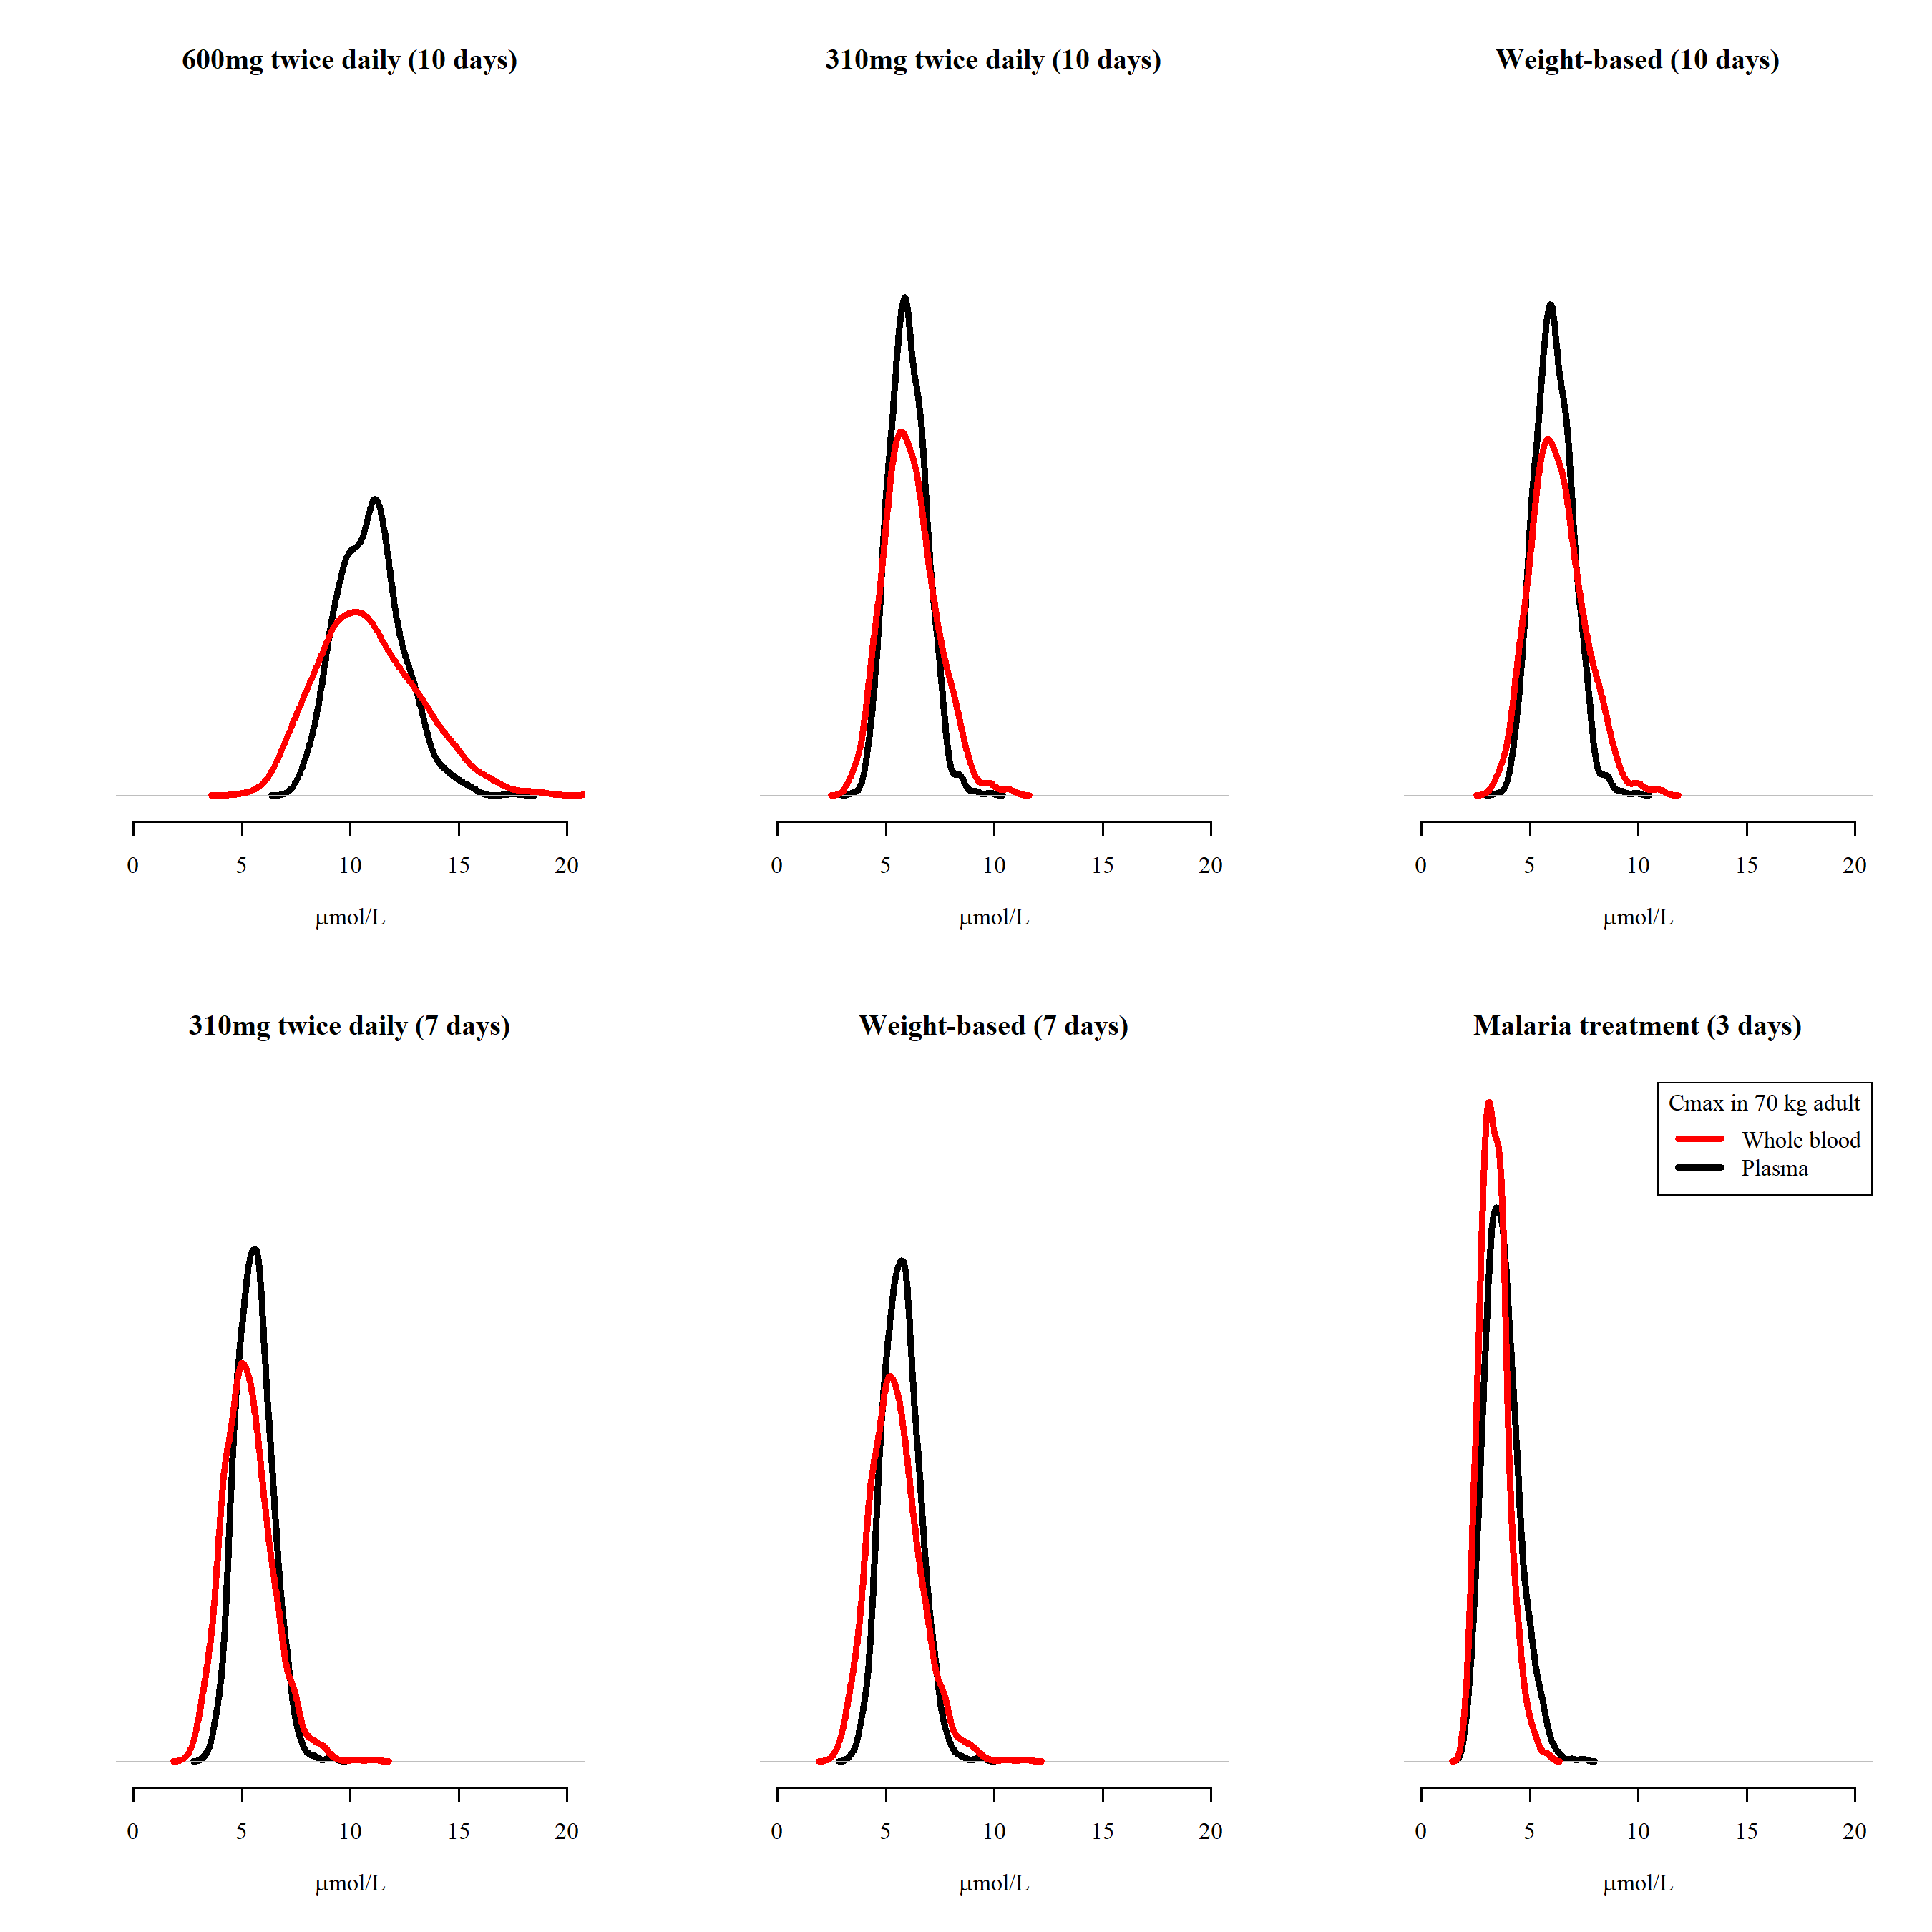 600mg twice daily (10 days)
310mg twice daily (10 days)
Weight-based (10 days)
0 5 10 15 20
μmol/L
0 5 10 15 20
μmol/L
0 5 10 15 20
μmol/L
310mg twice daily (7 days)
Weight-based (7 days)
Malaria treatment (3 days)
Cmax in 70 kg adult
Whole blood
Plasma
0 5 10 15 20
μmol/L
0 5 10 15 20
μmol/L
0 5 10 15 20
μmol/L